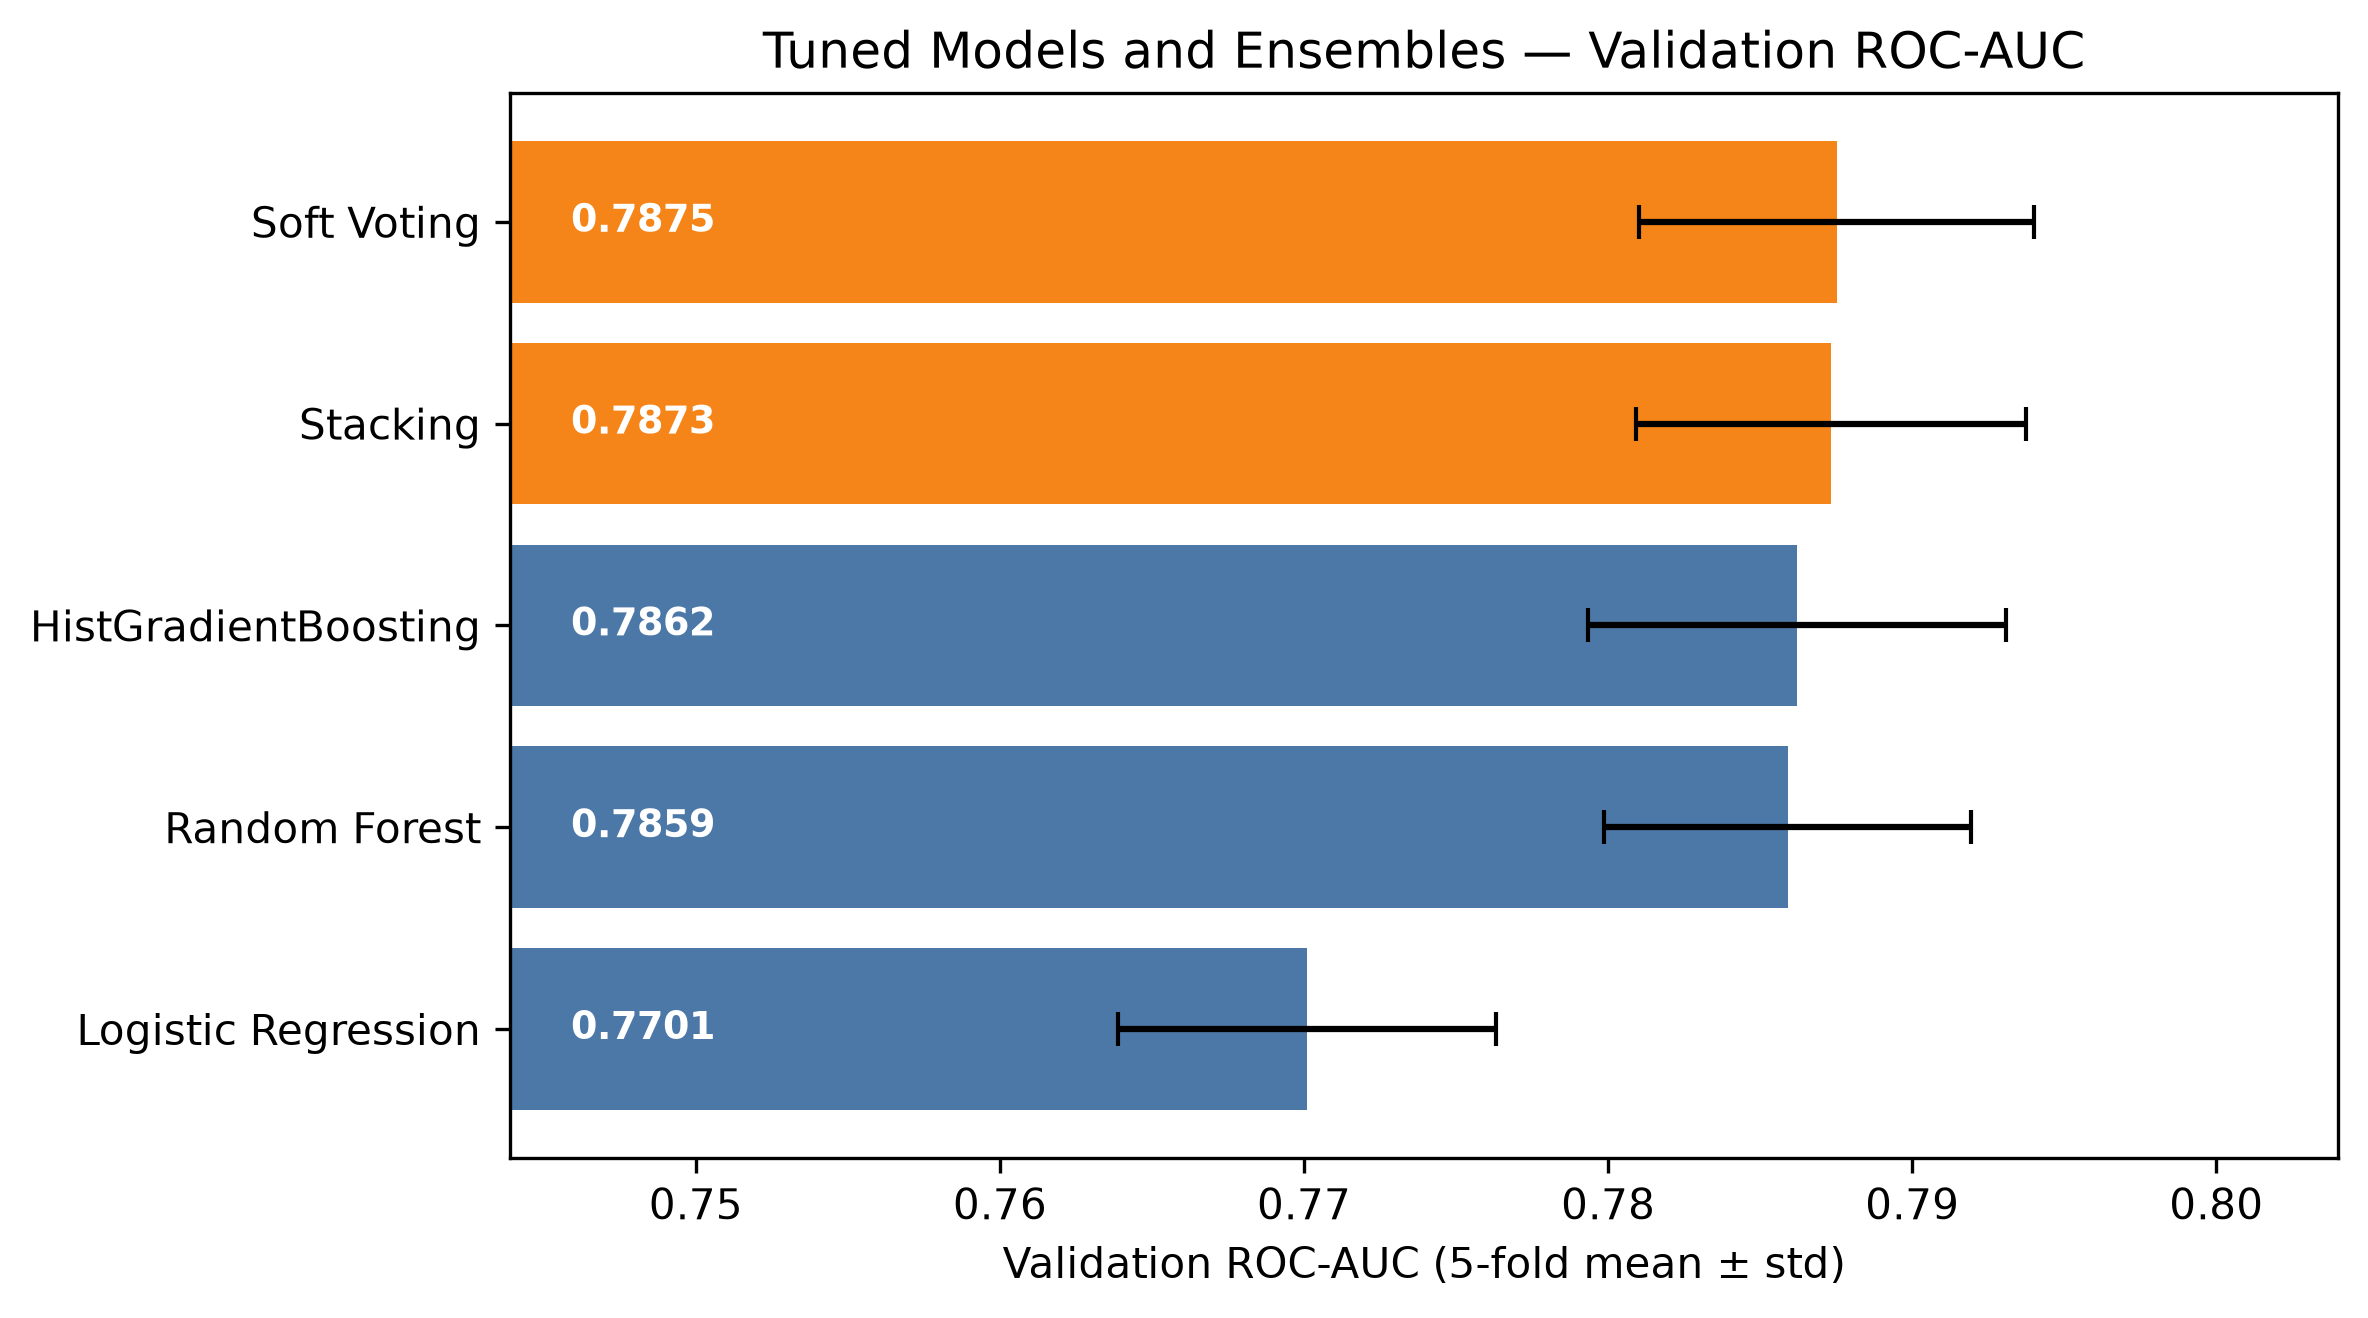 Tuned Models and Ensembles — Validation ROC-AUC
Soft Voting
0.7875
Stacking
0.7873
HistGradientBoosting
0.7862
Random Forest
0.7859
Logistic Regression
0.7701
0.75 0.76 0.77 0.78 0.79 0.80
Validation ROC-AUC (5-fold mean ± std)